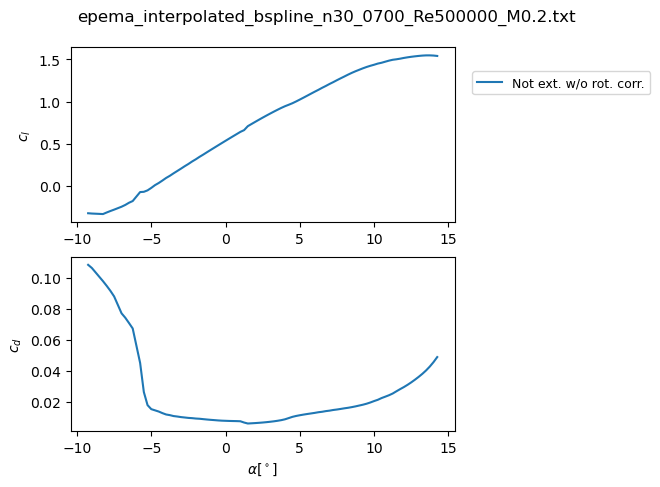 epema_interpolated_bspline_n30_0700_Re500000_M0.2.txt
1.5
1.0
0.5
0.0
c_l
−10 −5 0 5 10 15
Not ext. w/o rot. corr.
0.10
0.08
0.06
0.04
0.02
c_d
−10 −5 0 5 10 15
α[°]